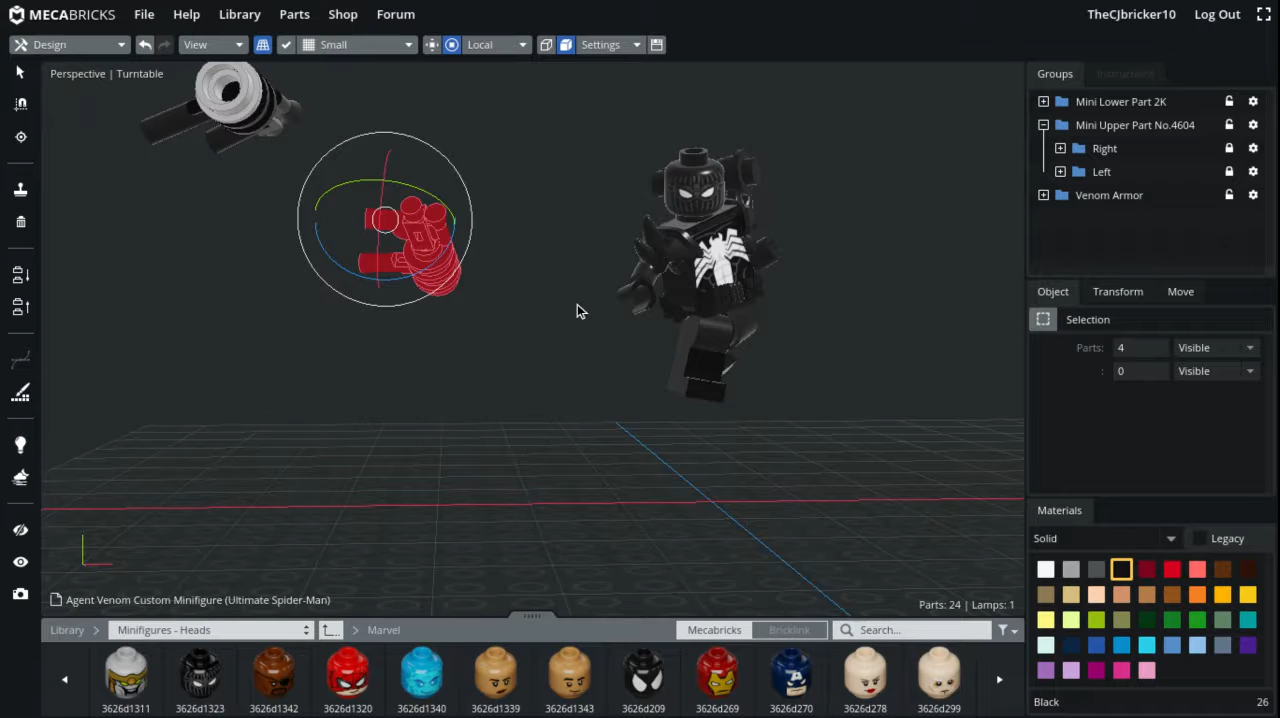 MECABRICKS File Help Library Parts Shop Forum TheCJbricker10 Log Out
Design View Small Local Settings
Perspective | Turntable
Groups Instructions
Mini Lower Part 2K
Mini Upper Part No.4604
Right
Left
Venom Armor
Object Transform Move
Selection
Parts: 4 Visible
: 0 Visible
Materials
Solid Legacy
Agent Venom Custom Minifigure (Ultimate Spider-Man) Parts: 24 | Lamps: 1
Library Minifigures - Heads Marvel Mecabricks Bricklink Search...
3626d1311 3626d1323 3626d1342 3626d1320 3626d1340 3626d1339 3626d1343 3626d209 3626d269 3626d270 3626d278 3626d299
Black 26